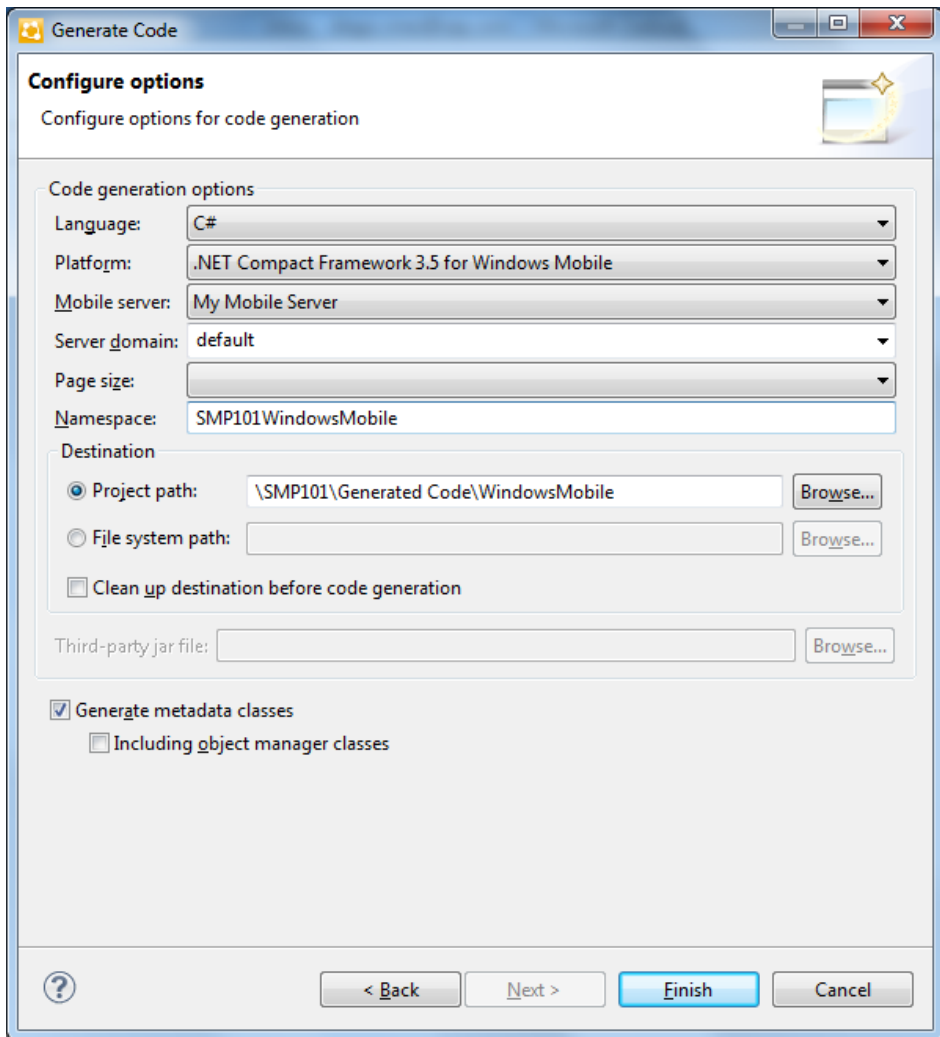 Generate Code
Configure options
Configure options for code generation
Code generation options
Language: C#
Platform: .NET Compact Framework 3.5 for Windows Mobile
Mobile server: My Mobile Server
Server domain: default
Page size:
Namespace: SMP101WindowsMobile
Destination
Project path: \SMP101\Generated Code\WindowsMobile Browse...
File system path: Browse...
Clean up destination before code generation
Third-party jar file: Browse...
Generate metadata classes
Including object manager classes
? < Back Next > Finish Cancel